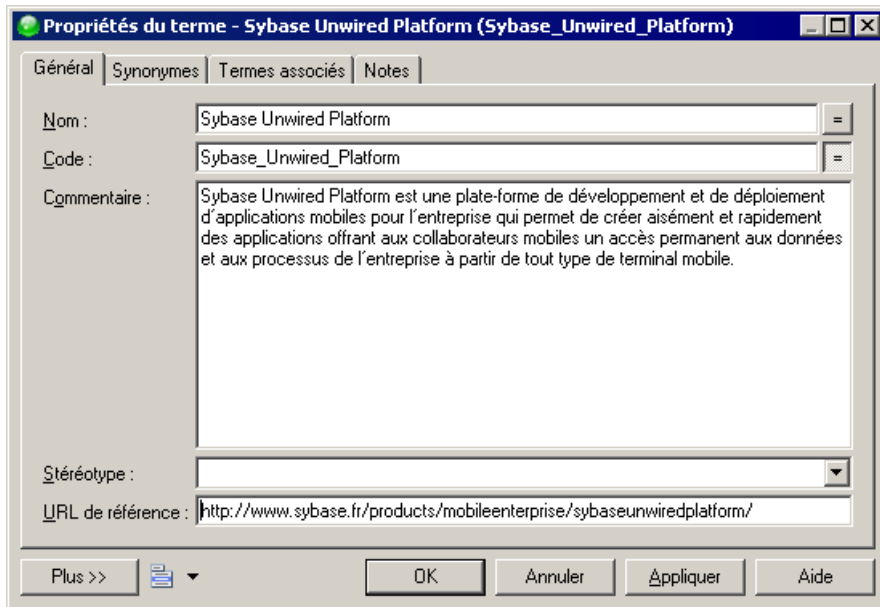 Propriétés du terme - Sybase Unwired Platform (Sybase_Unwired_Platform)
Général Synonymes Termes associés Notes
Nom : Sybase Unwired Platform =
Code : Sybase_Unwired_Platform =
Commentaire : Sybase Unwired Platform est une plate-forme de développement et de déploiement
d'applications mobiles pour l'entreprise qui permet de créer aisément et rapidement
des applications offrant aux collaborateurs mobiles un accès permanent aux données
et aux processus de l'entreprise à partir de tout type de terminal mobile.
Stéréotype :
URL de référence : http://www.sybase.fr/products/mobileenterprise/sybaseunwiredplatform/
Plus >> OK Annuler Appliquer Aide